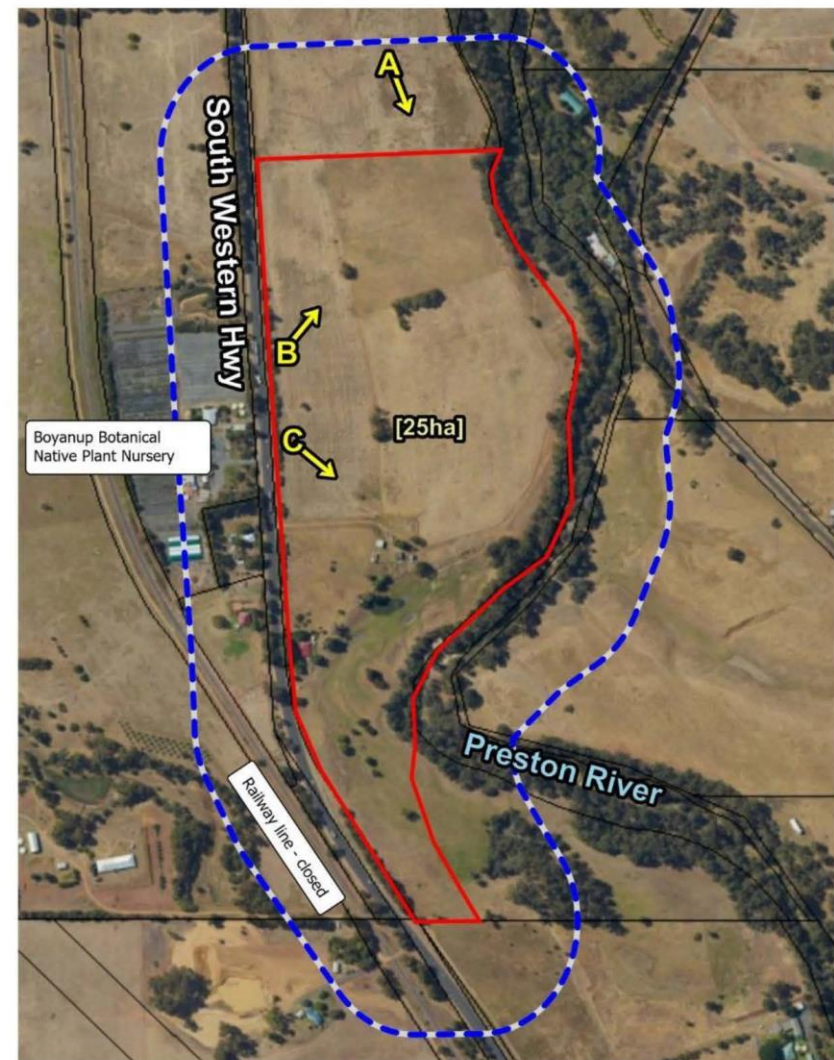 A
South Western Hwy
B
C
[25ha]
Boyanup Botanical
Native Plant Nursery
Preston River
Railway line - closed